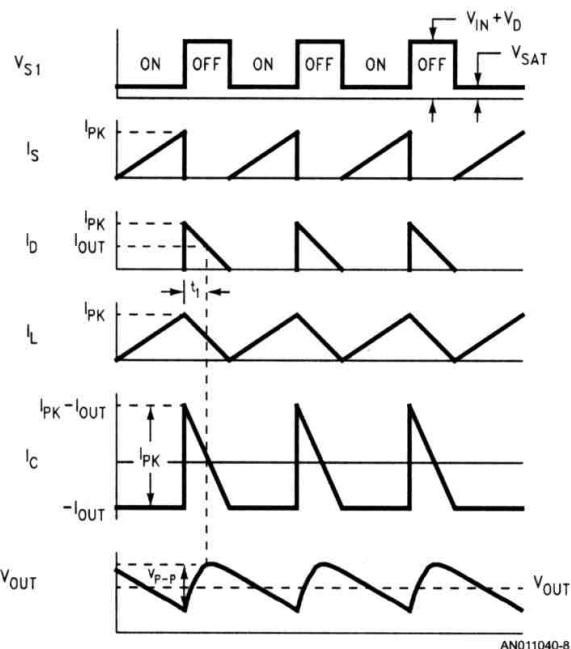 V_IN + V_D
V_S1
ON OFF ON OFF ON OFF
V_SAT
I_PK
I_S
I_PK
I_D
I_OUT
t_1
I_PK
I_L
I_PK – I_OUT
I_C
I_PK
–I_OUT
V_OUT
V_P–P
V_OUT
AN011040-8